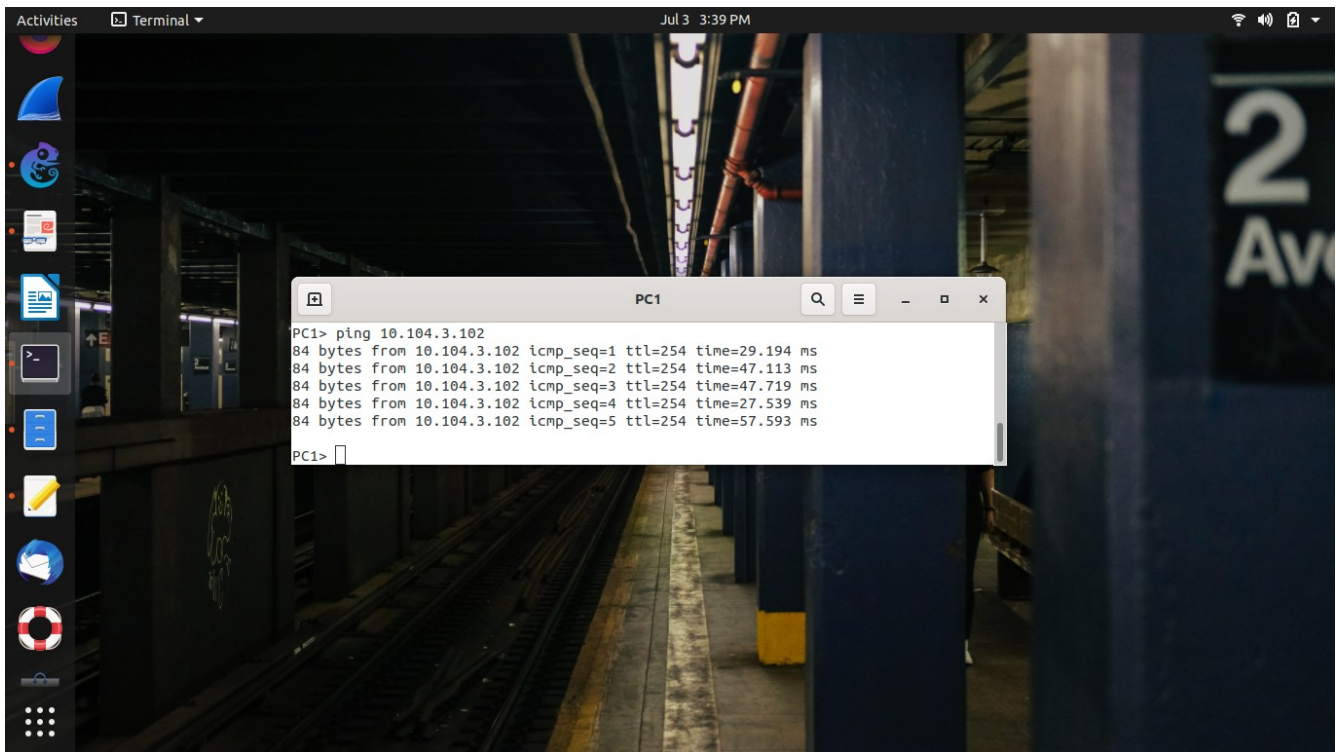 Activities Terminal Jul 3 3:39 PM
2
Av
PC1
PC1> ping 10.104.3.102
84 bytes from 10.104.3.102 icmp_seq=1 ttl=254 time=29.194 ms
84 bytes from 10.104.3.102 icmp_seq=2 ttl=254 time=47.113 ms
84 bytes from 10.104.3.102 icmp_seq=3 ttl=254 time=47.719 ms
84 bytes from 10.104.3.102 icmp_seq=4 ttl=254 time=27.539 ms
84 bytes from 10.104.3.102 icmp_seq=5 ttl=254 time=57.593 ms
PC1>